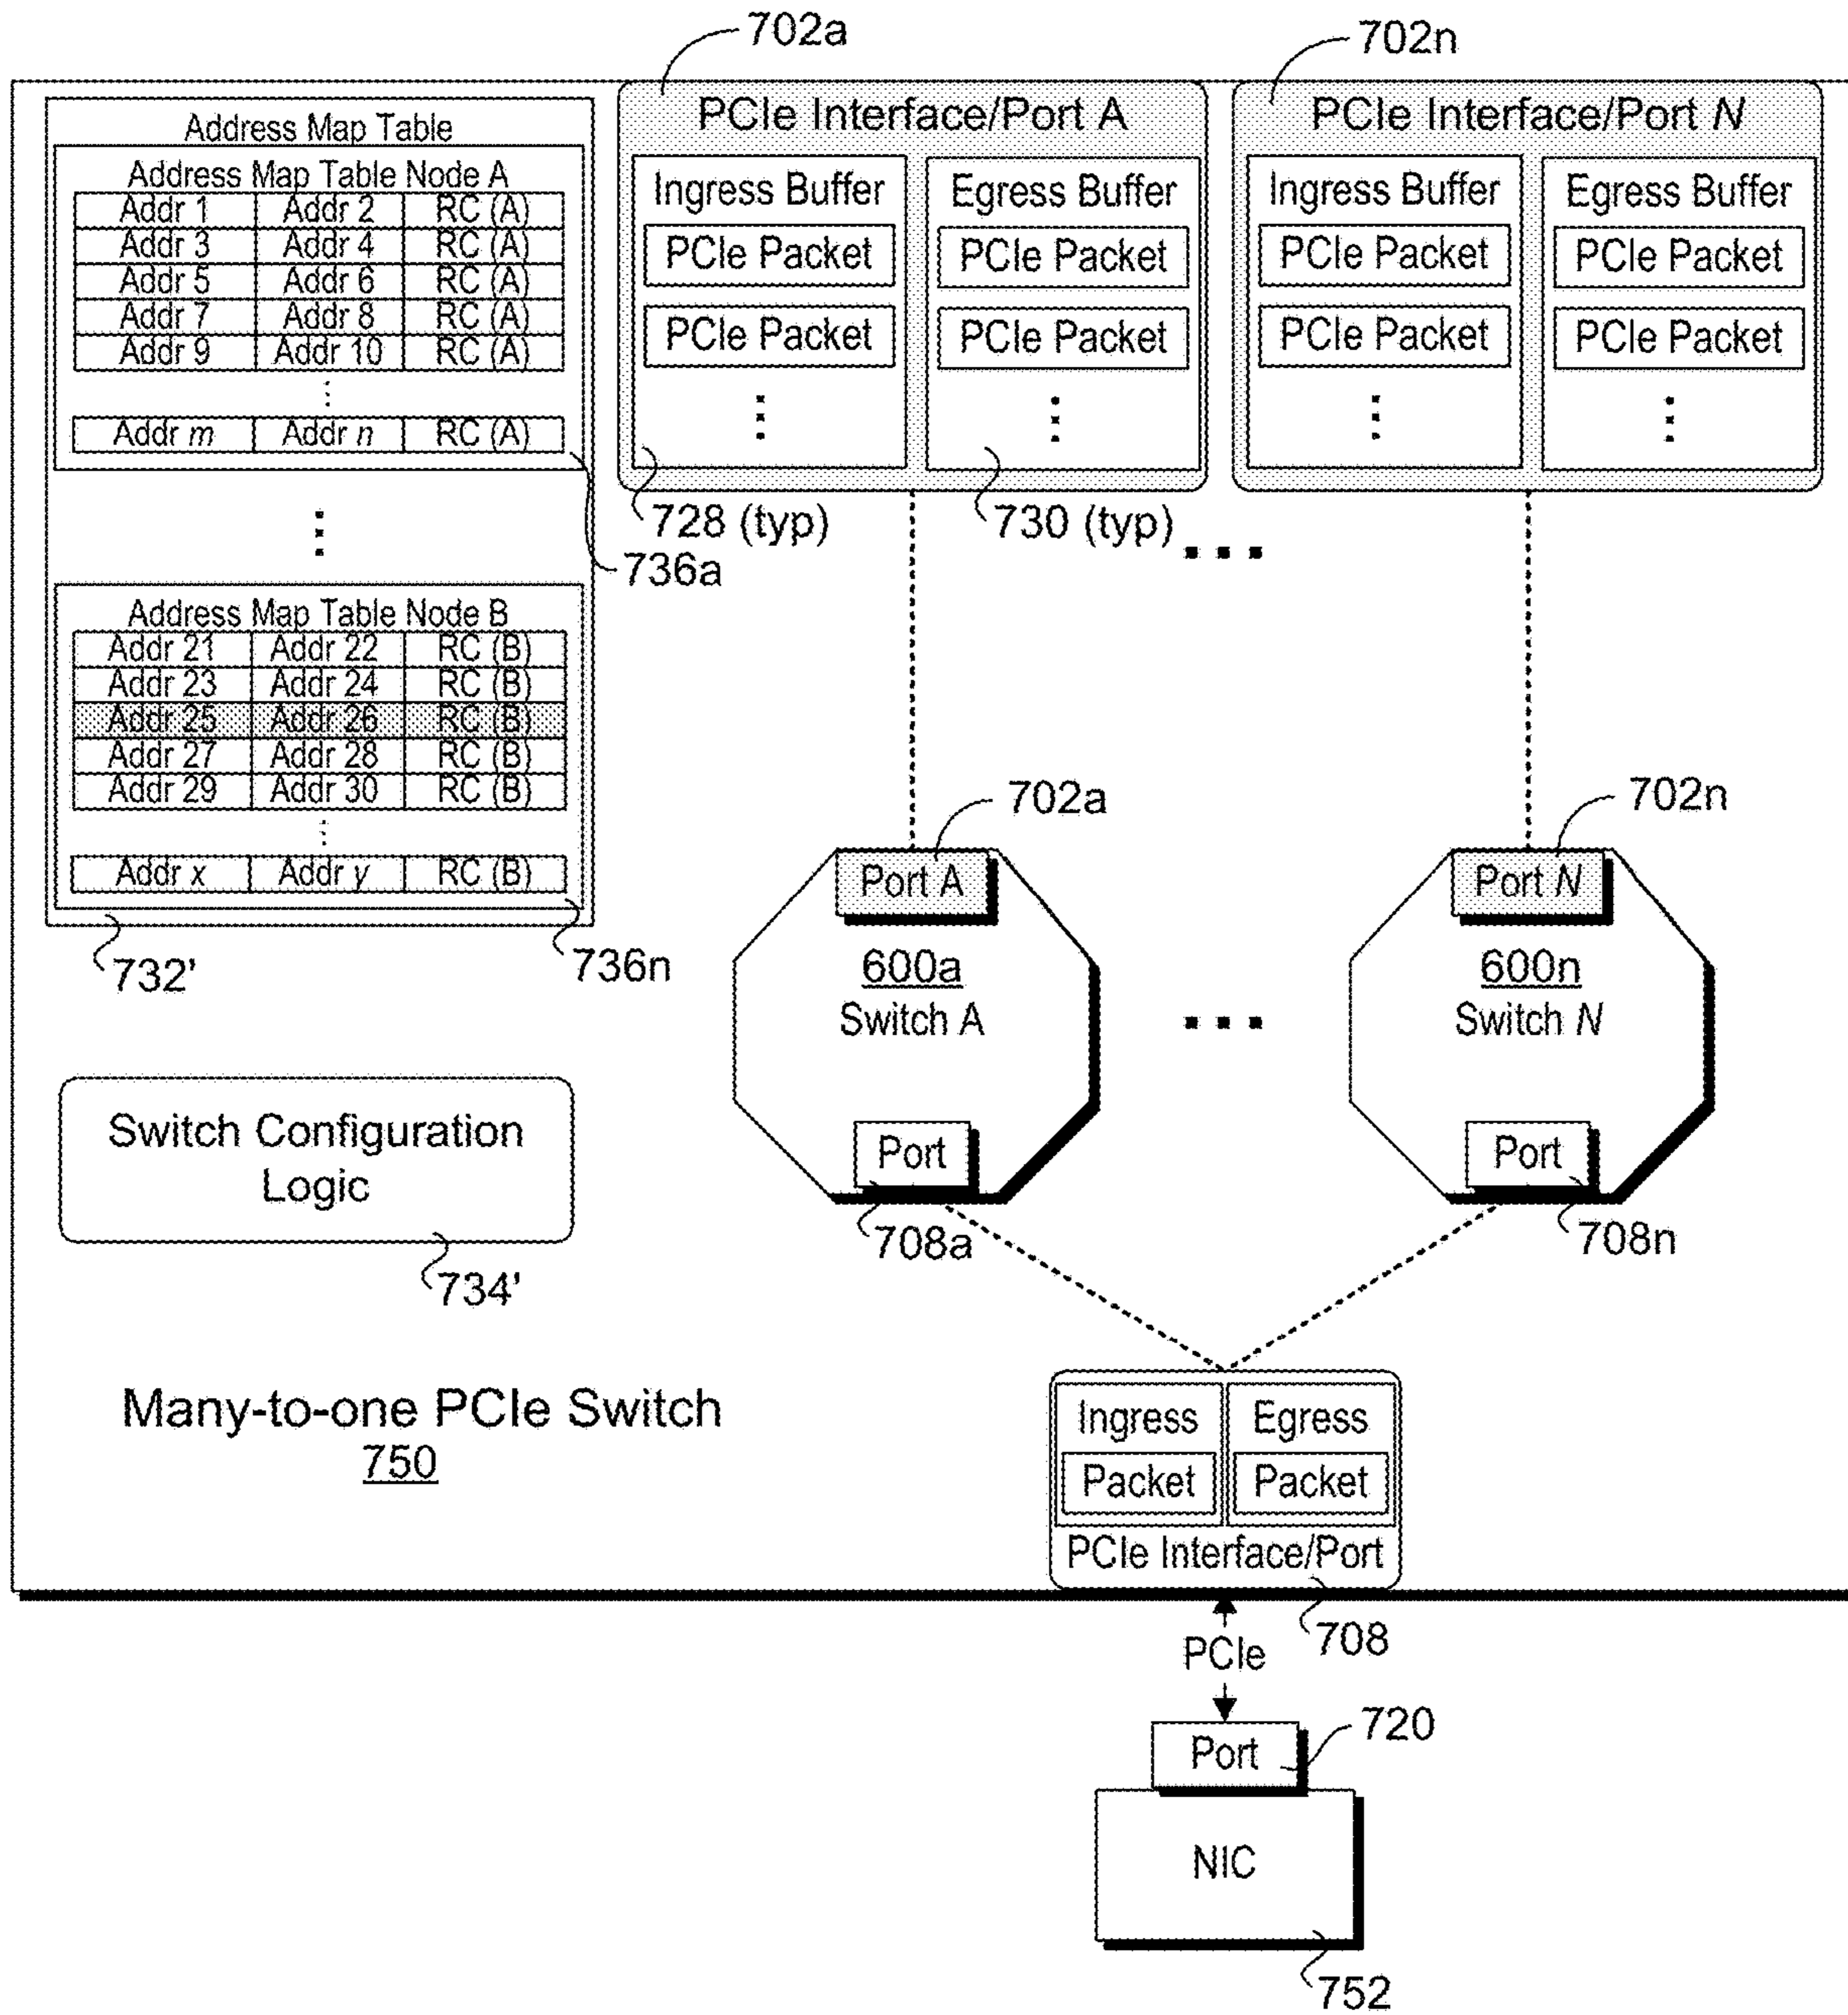 702a
702n
Address Map Table
Address Map Table Node A
Addr 1 Addr 2 RC (A)
Addr 3 Addr 4 RC (A)
Addr 5 Addr 6 RC (A)
Addr 7 Addr 8 RC (A)
Addr 9 Addr 10 RC (A)
⋮
Addr m Addr n RC (A)
⋮
736a
Address Map Table Node B
Addr 21 Addr 22 RC (B)
Addr 23 Addr 24 RC (B)
Addr 25 Addr 26 RC (B)
Addr 27 Addr 28 RC (B)
Addr 29 Addr 30 RC (B)
⋮
Addr x Addr y RC (B)
732'
736n
PCIe Interface/Port A
Ingress Buffer
PCIe Packet
PCIe Packet
⋮
Egress Buffer
PCIe Packet
PCIe Packet
⋮
728 (typ)
730 (typ)
...
PCIe Interface/Port N
Ingress Buffer
PCIe Packet
PCIe Packet
⋮
Egress Buffer
PCIe Packet
PCIe Packet
⋮
702a
Port A
600a
Switch A
Port
708a
...
702n
Port N
600n
Switch N
Port
708n
Switch Configuration
Logic
734'
Many-to-one PCIe Switch
750
Ingress
Packet
Egress
Packet
PCIe Interface/Port
708
PCIe
Port
720
NIC
752